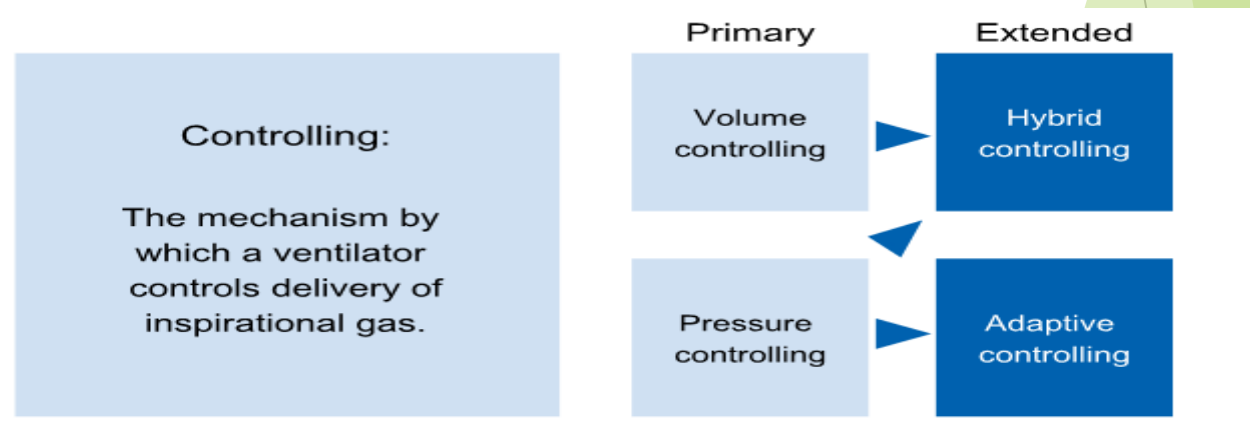 Controlling:
The mechanism by
which a ventilator
controls delivery of
inspirational gas.
Primary
Extended
Volume
controlling
Hybrid
controlling
Pressure
controlling
Adaptive
controlling